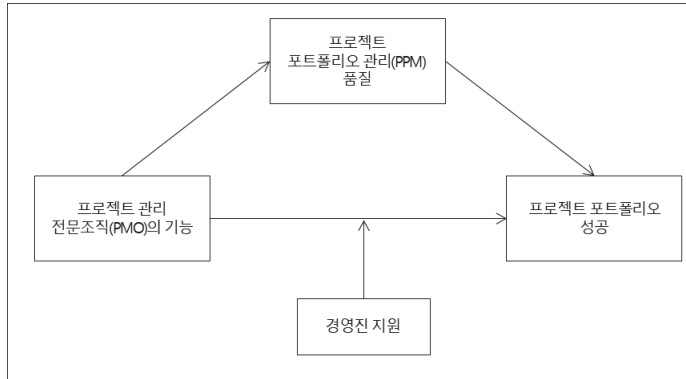 프로젝트
포트폴리오 관리(PPM)
품질
프로젝트 관리
전문조직(PMO)의 기능
프로젝트 포트폴리오
성공
경영진 지원